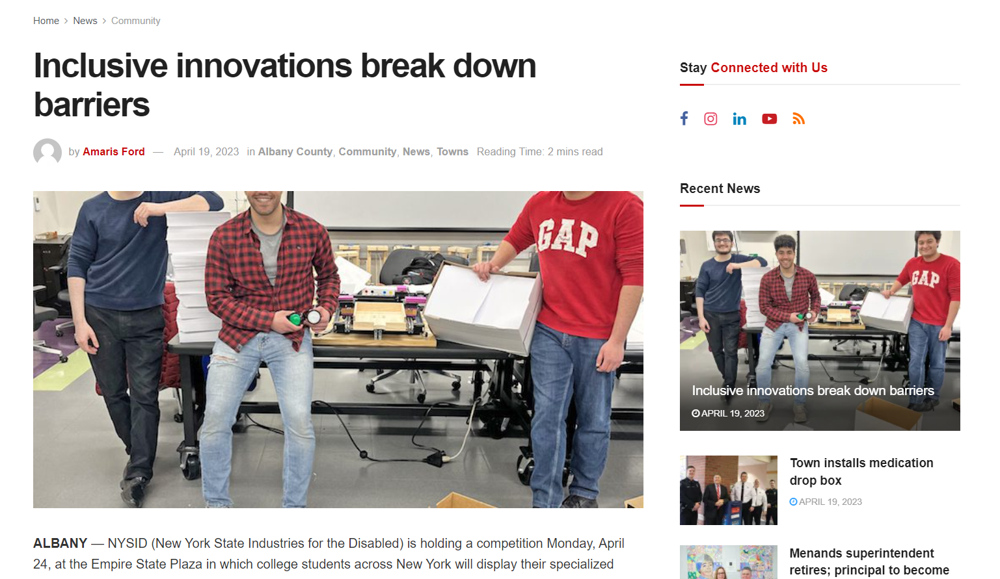 Home > News > Community
Inclusive innovations break down
barriers
by Amaris Ford — April 19, 2023 in Albany County, Community, News, Towns Reading Time: 2 mins read
GAP
ALBANY — NYSID (New York State Industries for the Disabled) is holding a competition Monday, April
24, at the Empire State Plaza in which college students across New York will display their specialized
Stay Connected with Us
Recent News
GAP
Inclusive innovations break down barriers
APRIL 19, 2023
Town installs medication
drop box
APRIL 19, 2023
Menands superintendent
retires; principal to become